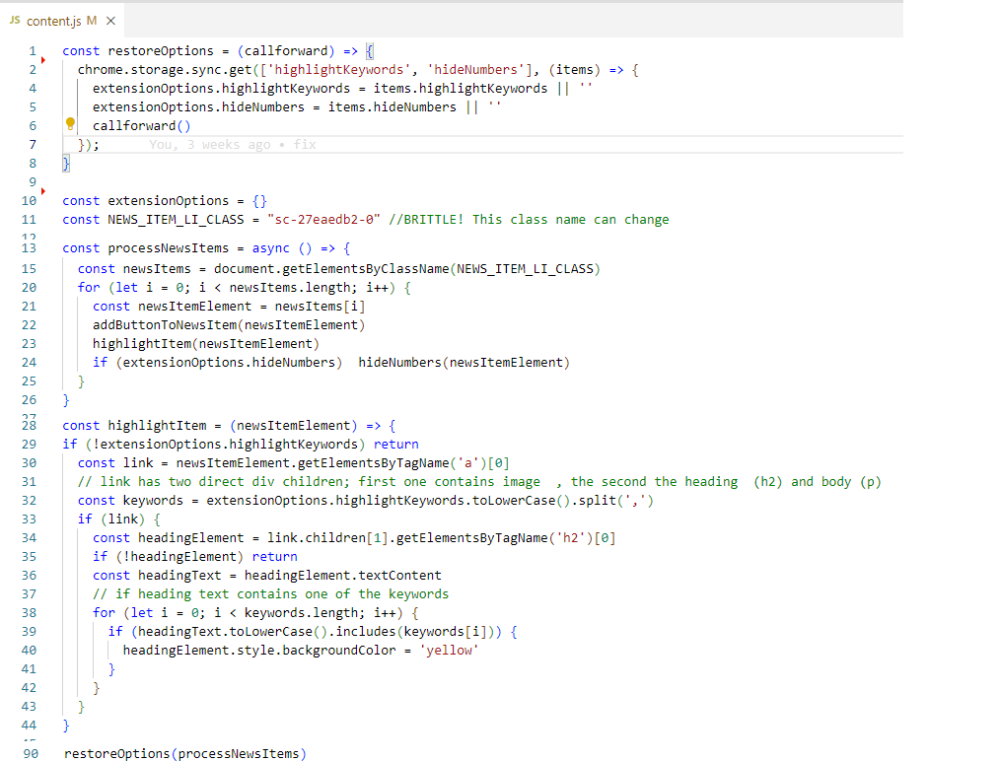 JS content.js M ×
1 const restoreOptions = (callforward) => {
2 chrome.storage.sync.get(['highlightKeywords', 'hideNumbers'], (items) => {
4 extensionOptions.highlightKeywords = items.highlightKeywords || ''
5 extensionOptions.hideNumbers = items.hideNumbers || ''
6 callforward()
7 }); You, 3 weeks ago • fix
8 }
9
10 const extensionOptions = {}
11 const NEWS_ITEM_LI_CLASS = "sc-27eaedb2-0" //BRITTLE! This class name can change
12
13 const processNewsItems = async () => {
15 const newsItems = document.getElementsByClassName(NEWS_ITEM_LI_CLASS)
20 for (let i = 0; i < newsItems.length; i++) {
21 const newsItemElement = newsItems[i]
22 addButtonToNewsItem(newsItemElement)
23 highlightItem(newsItemElement)
24 if (extensionOptions.hideNumbers)  hideNumbers(newsItemElement)
25 }
26 }
27
28 const highlightItem = (newsItemElement) => {
29 if (!extensionOptions.highlightKeywords) return
30 const link = newsItemElement.getElementsByTagName('a')[0]
31 // link has two direct div children; first one contains image  , the second the heading  (h2) and body (p)
32 const keywords = extensionOptions.highlightKeywords.toLowerCase().split(',')
33 if (link) {
34 const headingElement = link.children[1].getElementsByTagName('h2')[0]
35 if (!headingElement) return
36 const headingText = headingElement.textContent
37 // if heading text contains one of the keywords
38 for (let i = 0; i < keywords.length; i++) {
39 if (headingText.toLowerCase().includes(keywords[i])) {
40 headingElement.style.backgroundColor = 'yellow'
41 }
42 }
43 }
44 }
90 restoreOptions(processNewsItems)